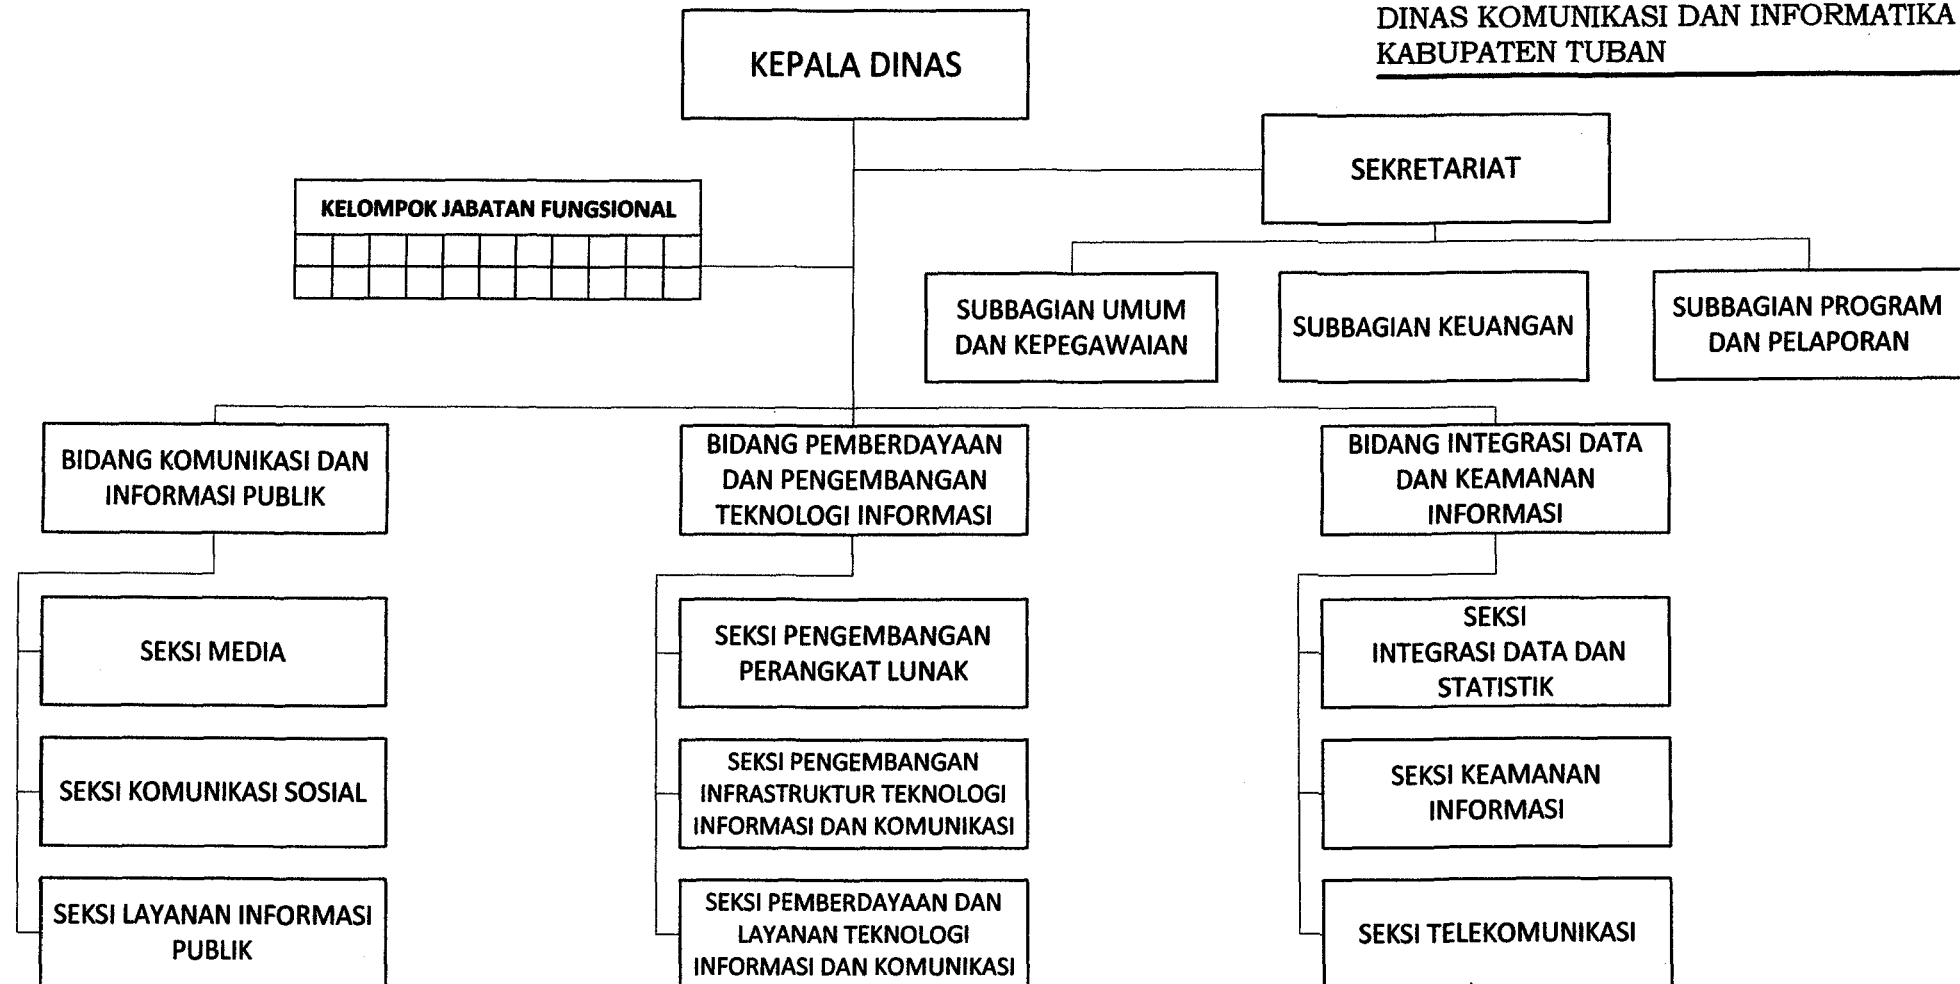 DINAS KOMUNIKASI DAN INFORMATIKA
KABUPATEN TUBAN
KEPALA DINAS
SEKRETARIAT
KELOMPOK JABATAN FUNGSIONAL
SUBBAGIAN UMUM
DAN KEPEGAWAIAN
SUBBAGIAN KEUANGAN
SUBBAGIAN PROGRAM
DAN PELAPORAN
BIDANG KOMUNIKASI DAN
INFORMASI PUBLIK
BIDANG PEMBERDAYAAN
DAN PENGEMBANGAN
TEKNOLOGI INFORMASI
BIDANG INTEGRASI DATA
DAN KEAMANAN
INFORMASI
SEKSI MEDIA
SEKSI PENGEMBANGAN
PERANGKAT LUNAK
SEKSI
INTEGRASI DATA DAN
STATISTIK
SEKSI KOMUNIKASI SOSIAL
SEKSI PENGEMBANGAN
INFRASTRUKTUR TEKNOLOGI
INFORMASI DAN KOMUNIKASI
SEKSI KEAMANAN
INFORMASI
SEKSI LAYANAN INFORMASI
PUBLIK
SEKSI PEMBERDAYAAN DAN
LAYANAN TEKNOLOGI
INFORMASI DAN KOMUNIKASI
SEKSI TELEKOMUNIKASI